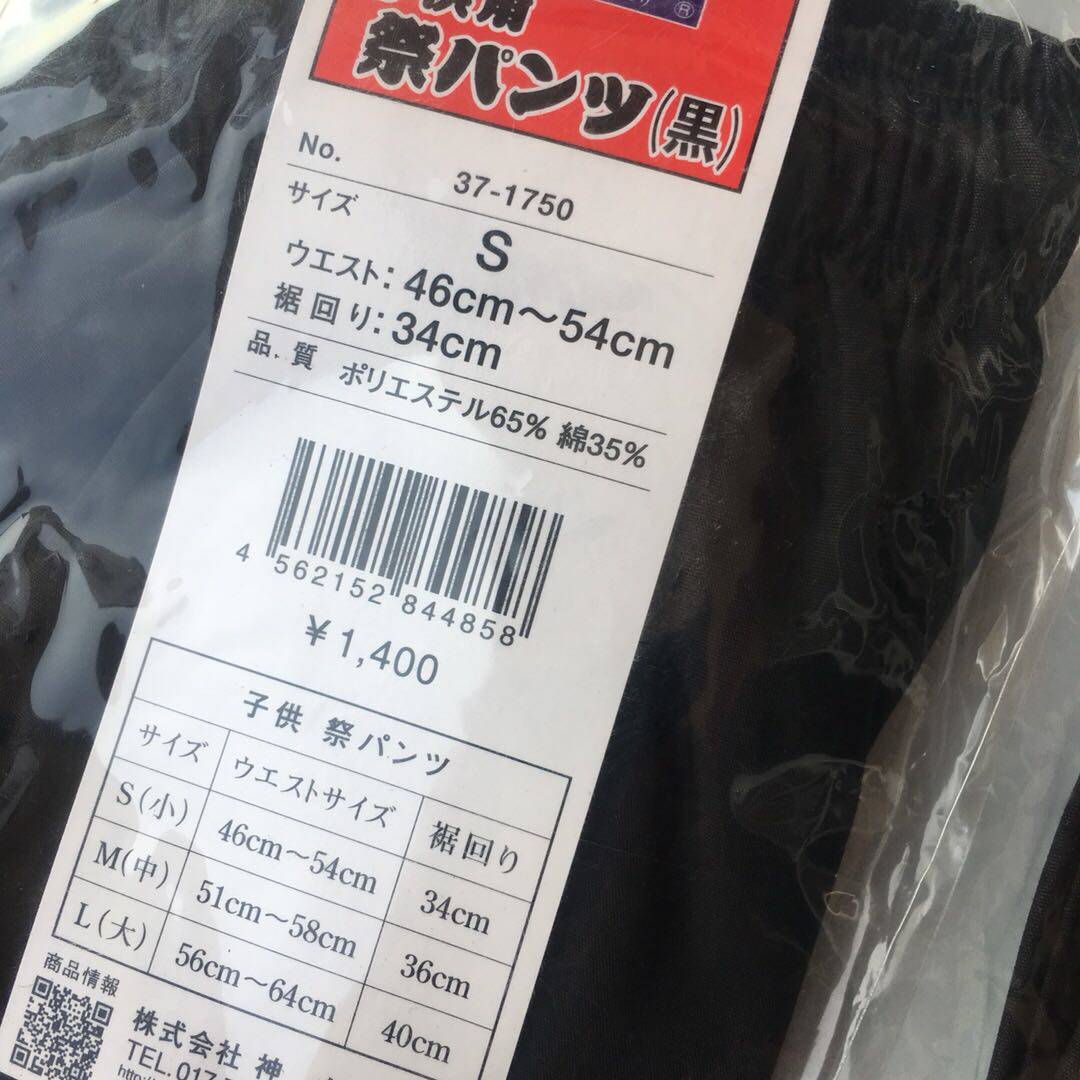 祭パンツ(黒)
No. 37-1750
サイズ S
ウエスト: 46cm〜54cm
裾回り: 34cm
品.質 ポリエステル65% 綿35%
4 562152 844858
¥1,400
子供 祭パンツ
サイズ ウエストサイズ 裾回り
S(小) 46cm〜54cm 34cm
M(中) 51cm〜58cm 36cm
L(大) 56cm〜64cm 40cm
商品情報
株式会社 神
TEL.017
http:/